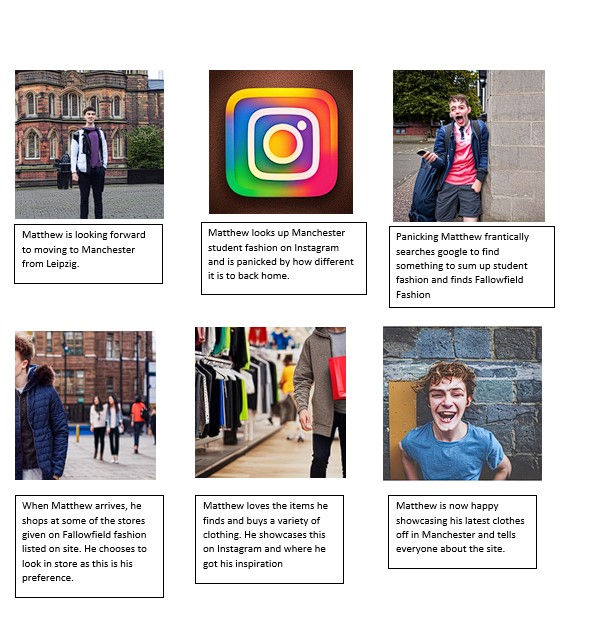 Matthew is looking forward
to moving to Manchester
from Leipzig.
Matthew looks up Manchester
student fashion on Instagram
and is panicked by how different
it is to back home.
Panicking Matthew frantically
searches google to find
something to sum up student
fashion and finds Fallowfield
Fashion
When Matthew arrives, he
shops at some of the stores
given on Fallowfield fashion
listed on site. He chooses to
look in store as this is his
preference.
Matthew loves the items he
finds and buys a variety of
clothing. He showcases this
on Instagram and where he
got his inspiration
Matthew is now happy
showcasing his latest clothes
off in Manchester and tells
everyone about the site.